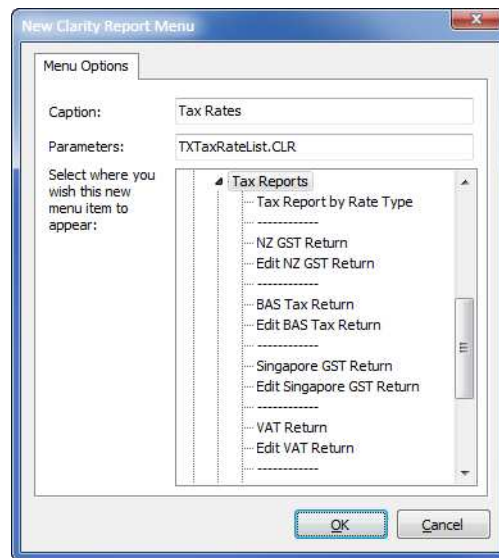 New Clarity Report Menu
Menu Options
Caption:
Tax Rates
Parameters:
TXTaxRateList.CLR
Select where you
wish this new
menu item to
appear:
Tax Reports
Tax Report by Rate Type
------------
NZ GST Return
Edit NZ GST Return
------------
BAS Tax Return
Edit BAS Tax Return
------------
Singapore GST Return
Edit Singapore GST Return
------------
VAT Return
Edit VAT Return
------------
OK
Cancel